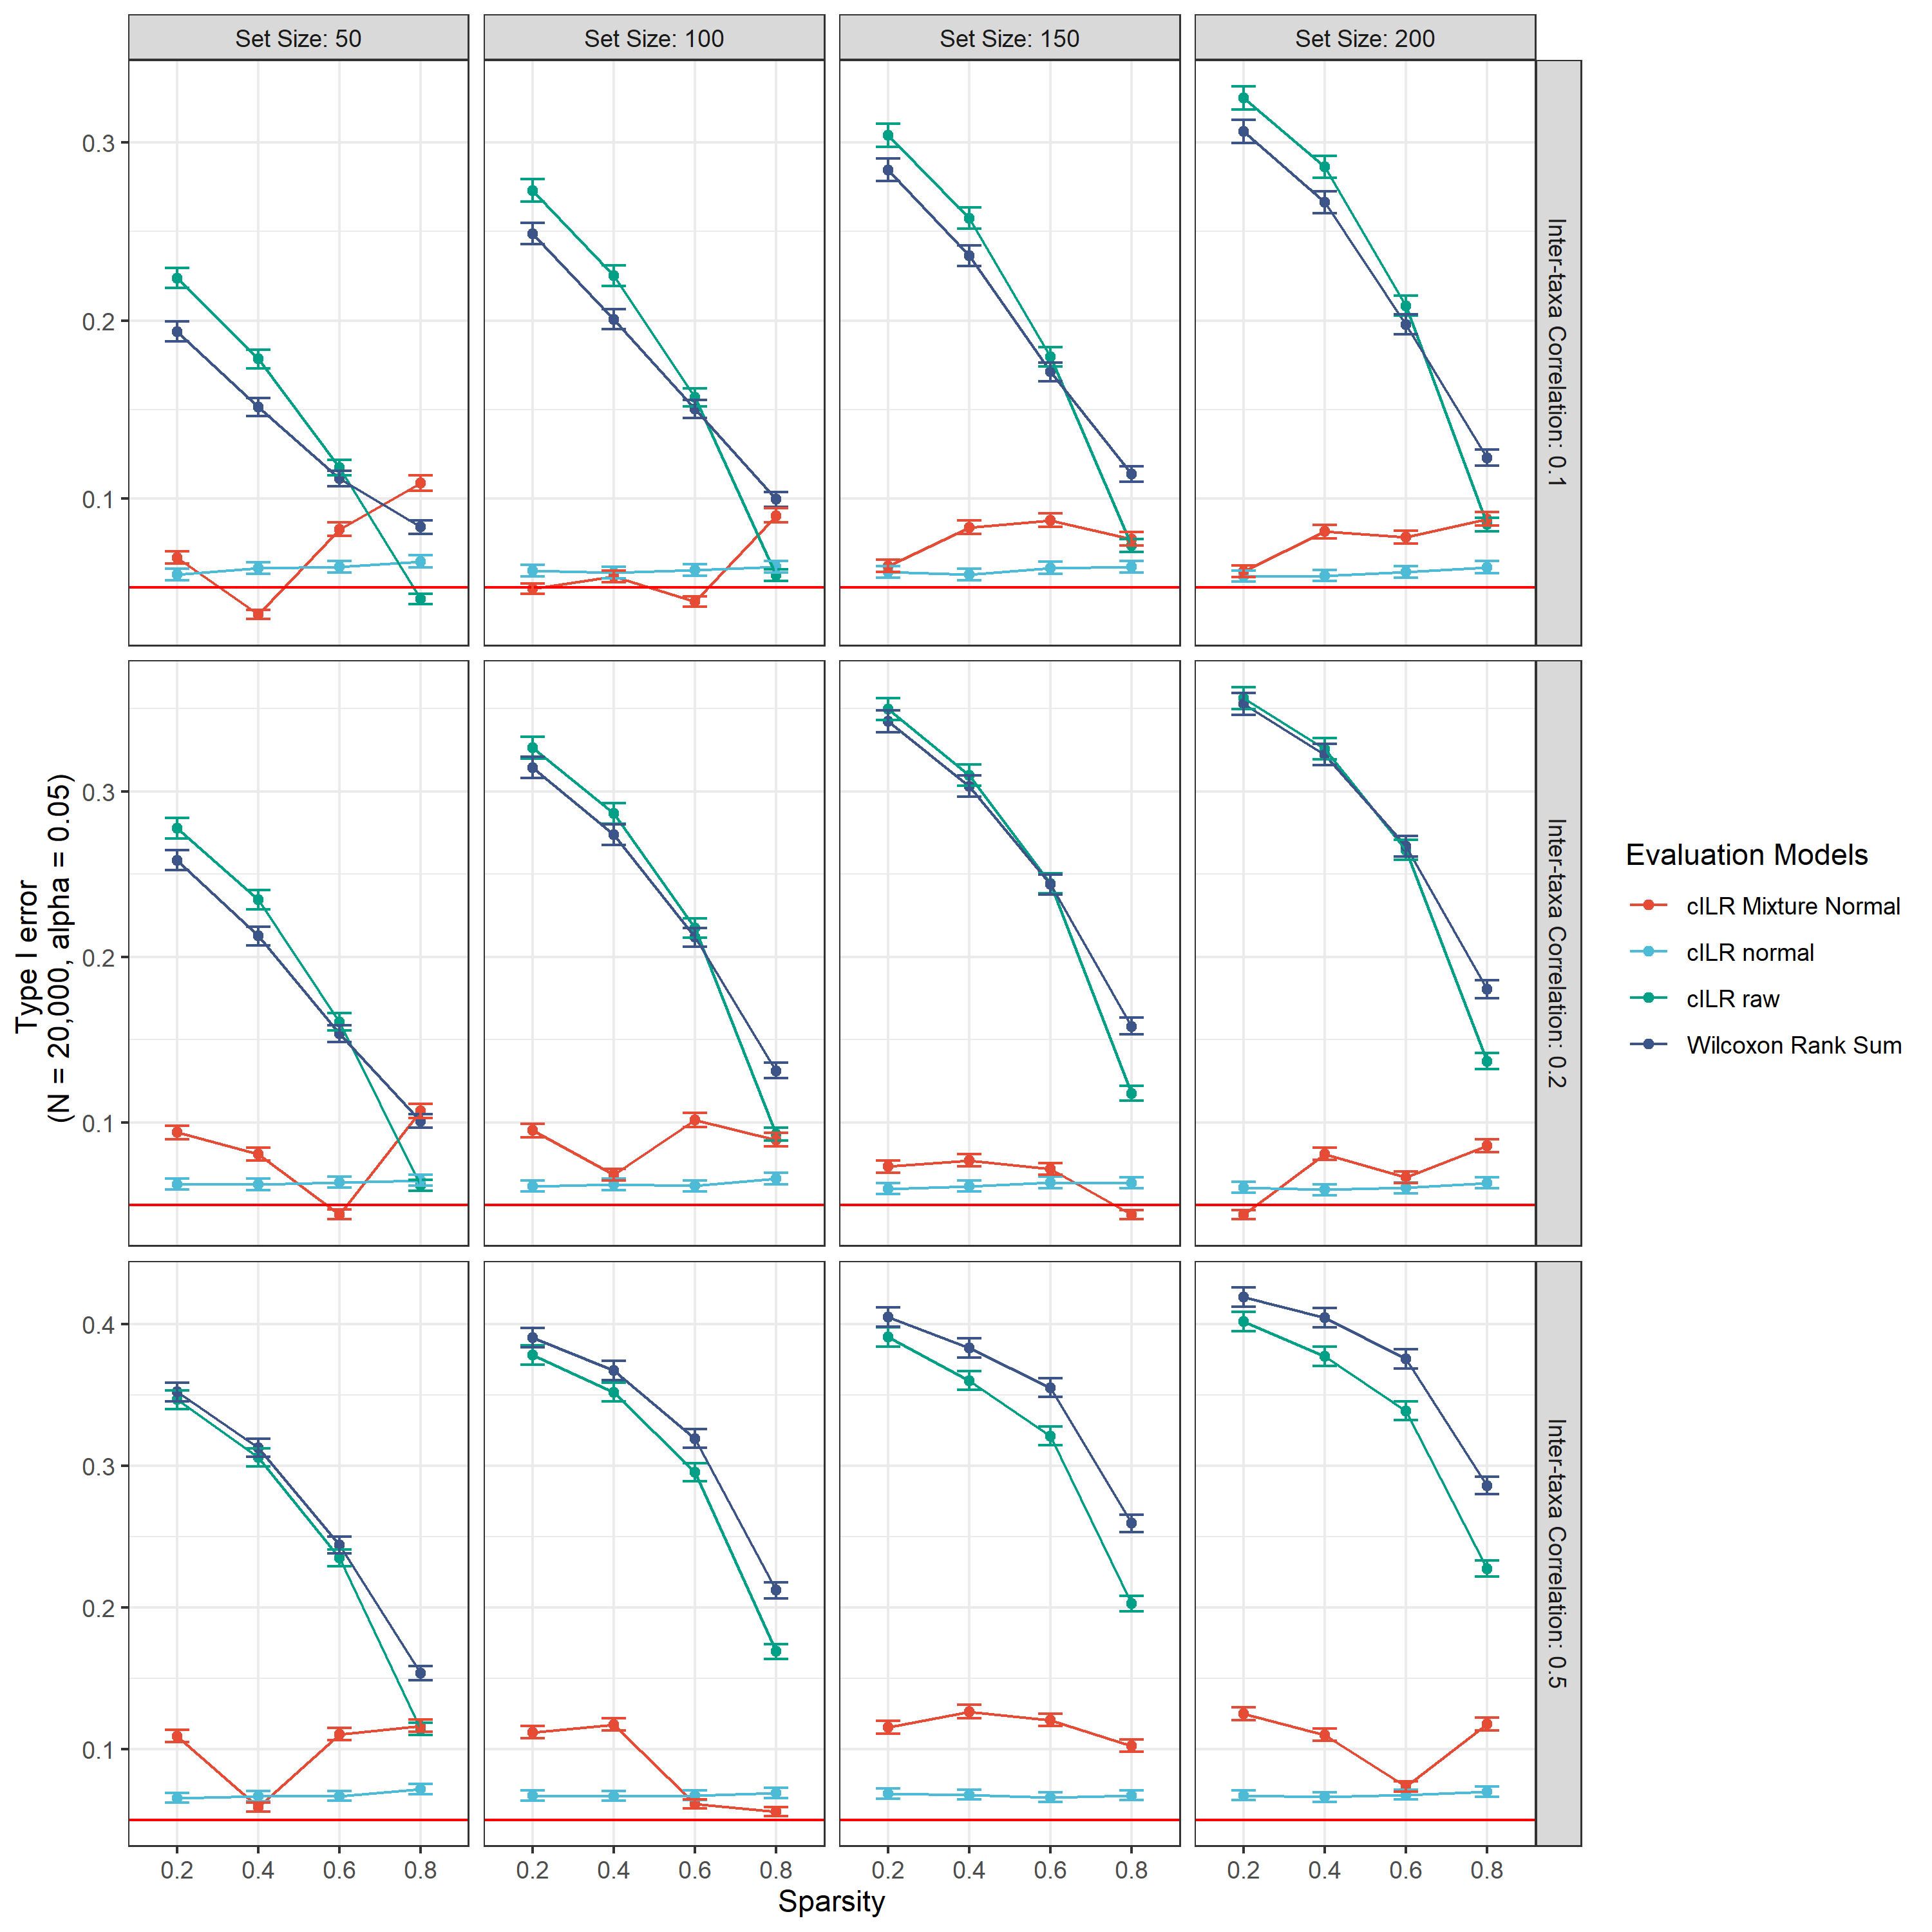 Set Size: 50
Set Size: 100
Set Size: 150
Set Size: 200
0.3
0.2
0.1
Inter-taxa Correlation: 0.1
0.3
0.2
0.1
Inter-taxa Correlation: 0.2
0.4
0.3
0.2
0.1
Inter-taxa Correlation: 0.5
0.2 0.4 0.6 0.8
0.2 0.4 0.6 0.8
0.2 0.4 0.6 0.8
0.2 0.4 0.6 0.8
Sparsity
Type I error
(N = 20,000, alpha = 0.05)
Evaluation Models
cILR Mixture Normal
cILR normal
cILR raw
Wilcoxon Rank Sum